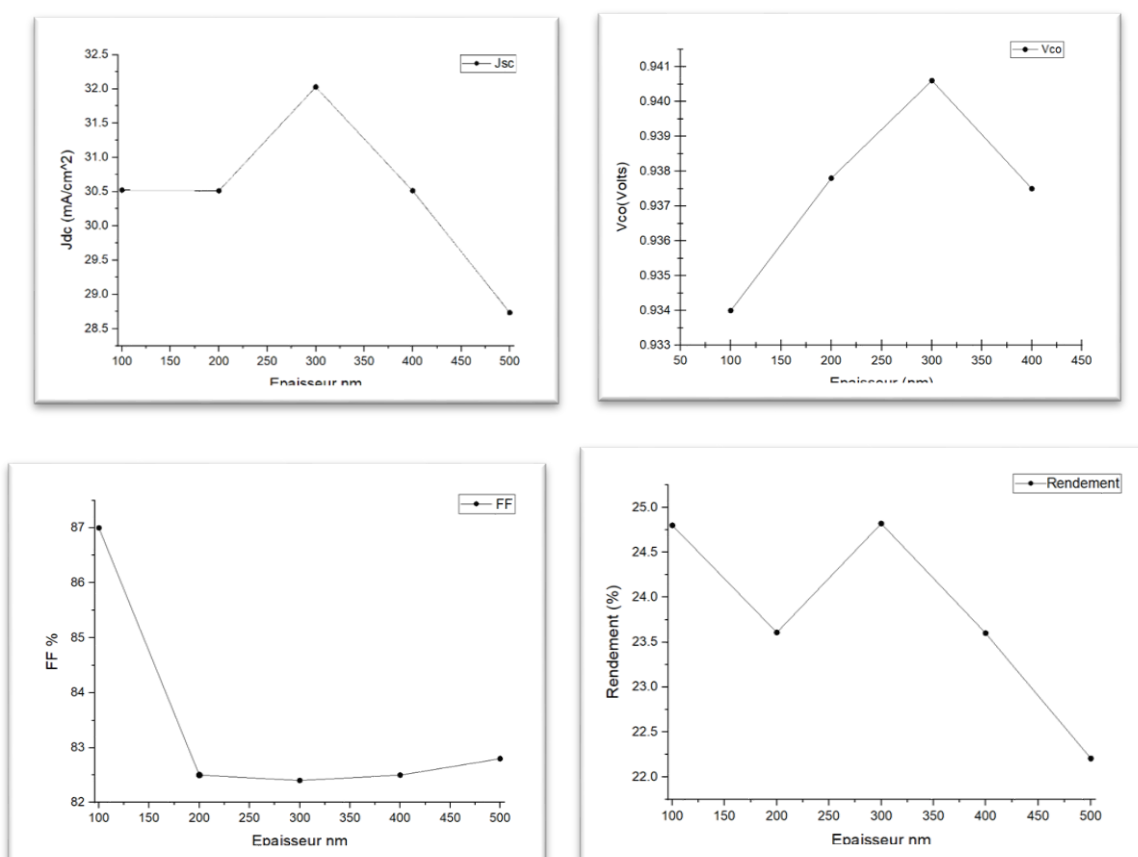 Jsc
32.5
32.0
31.5
31.0
30.5
30.0
29.5
29.0
28.5
Jdc (mA/cm^2)
100 150 200 250 300 350 400 450 500
Epaisseur nm
Vco
0.941
0.940
0.939
0.938
0.937
0.936
0.935
0.934
0.933
Vco(Volts)
50 100 150 200 250 300 350 400 450
Epaisseur (nm)
FF
87
86
85
84
83
82
FF %
100 150 200 250 300 350 400 450 500
Epaisseur nm
Rendement
25.0
24.5
24.0
23.5
23.0
22.5
22.0
Rendement (%)
100 150 200 250 300 350 400 450 500
Epaisseur nm